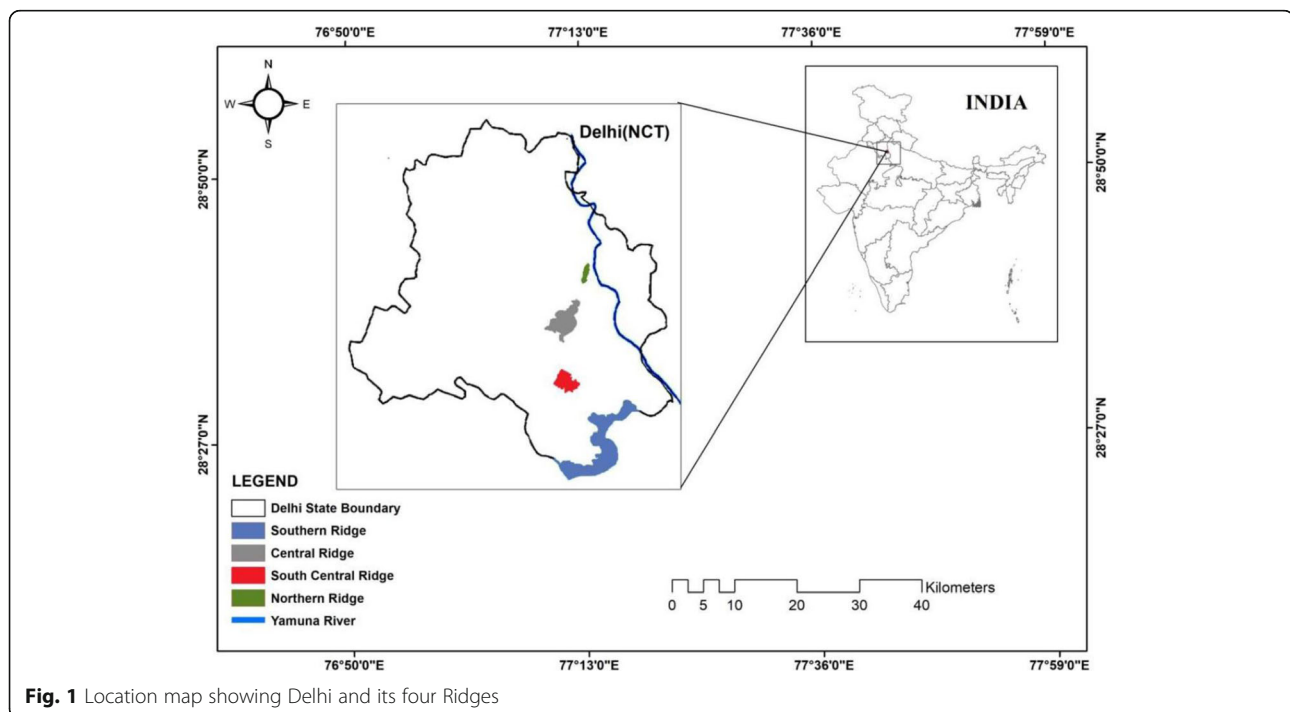 76°50'0"E 77°13'0"E 77°36'0"E 77°59'0"E
N
W E
S
INDIA
Delhi(NCT)
28°50'0"N
28°50'0"N
28°27'0"N
28°27'0"N
LEGEND
Delhi State Boundary
Southern Ridge
Central Ridge
South Central Ridge
Northern Ridge
Yamuna River
Kilometers
0 5 10 20 30 40
76°50'0"E 77°13'0"E 77°36'0"E 77°59'0"E
Fig. 1 Location map showing Delhi and its four Ridges